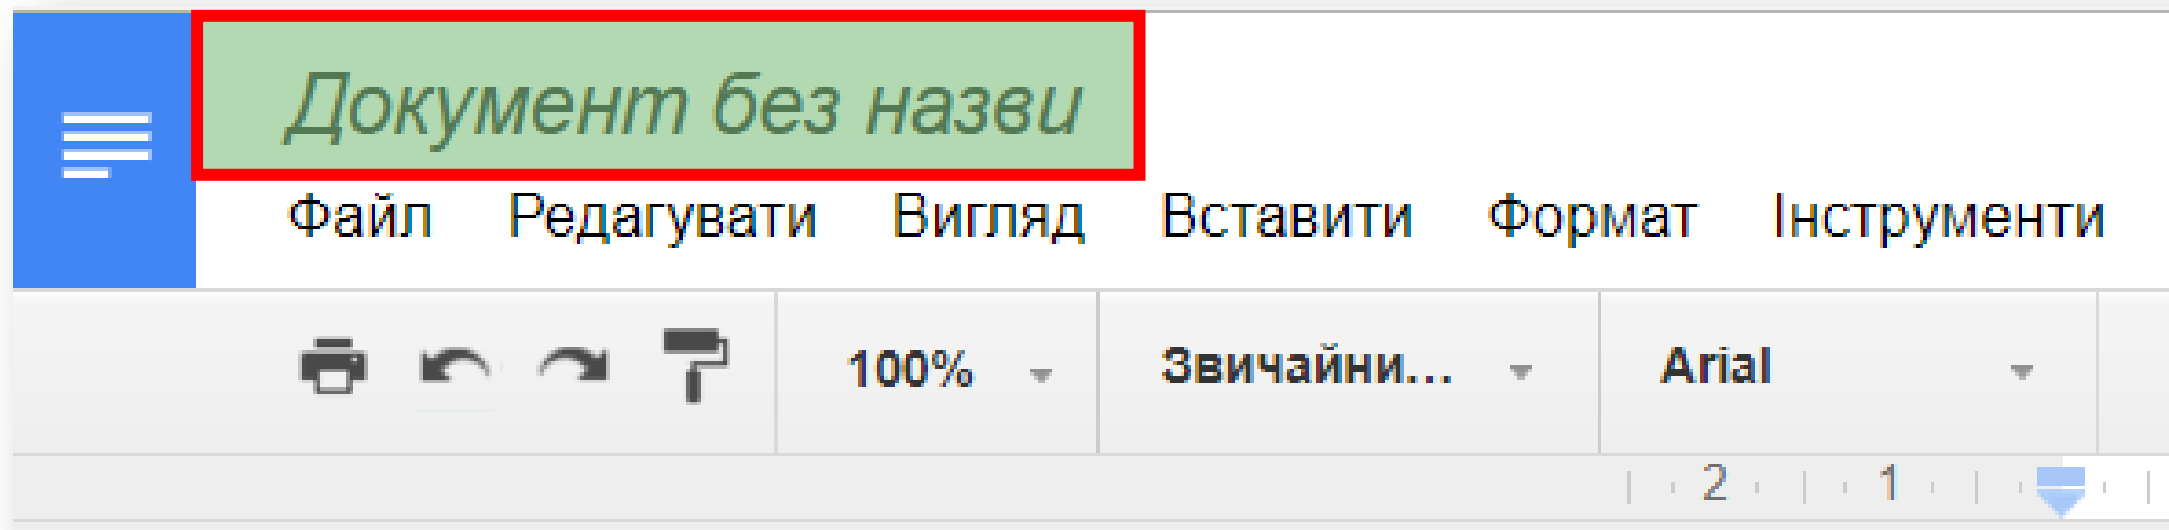 Документ без назви
Файл Редагувати Вигляд Вставити Формат Інструменти
100% Звичайни... Arial
2 1